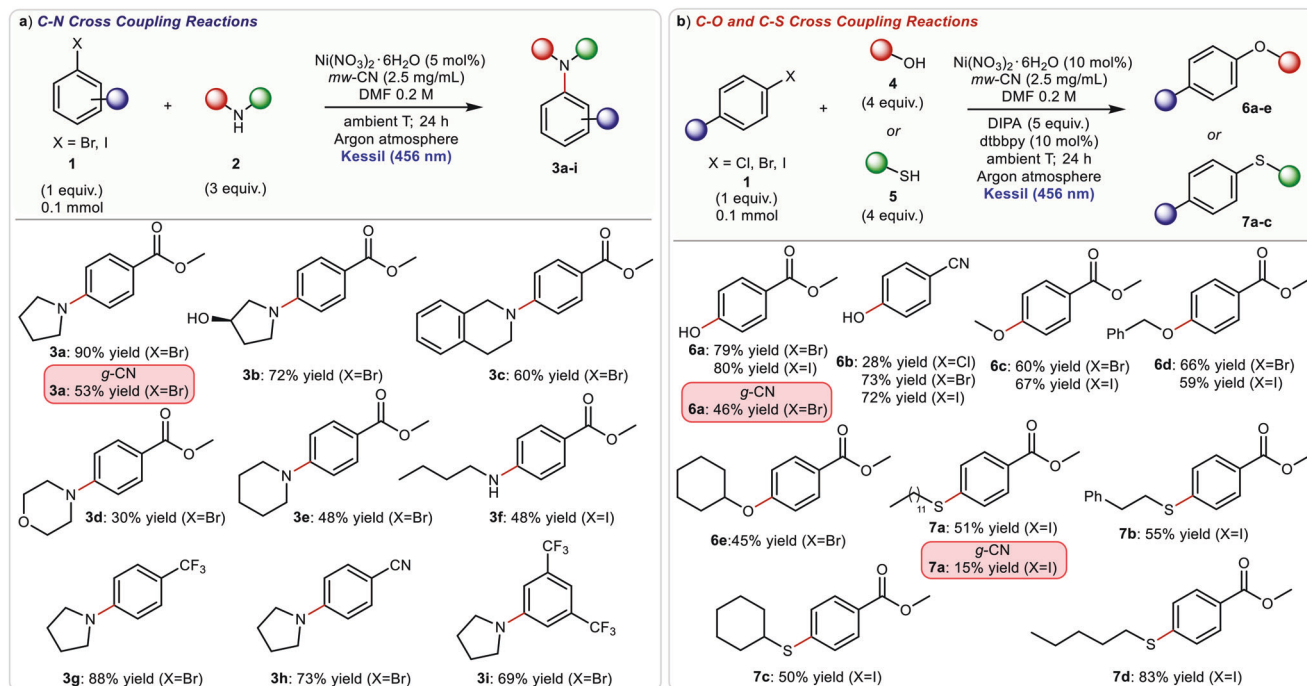 a) C-N Cross Coupling Reactions
X
X = Br, I
1
(1 equiv.)
0.1 mmol
+
N
H
2
(3 equiv.)
Ni(NO3)2·6H2O (5 mol%)
mw-CN (2.5 mg/mL)
DMF 0.2 M
ambient T; 24 h
Argon atmosphere
Kessil (456 nm)
N
3a-i
N
O
O
3a: 90% yield (X=Br)
g-CN
3a: 53% yield (X=Br)
HO
N
O
O
3b: 72% yield (X=Br)
N
O
O
3c: 60% yield (X=Br)
O
N
O
O
3d: 30% yield (X=Br)
N
O
O
3e: 48% yield (X=Br)
N
H
O
O
3f: 48% yield (X=I)
N
CF3
3g: 88% yield (X=Br)
N
CN
3h: 73% yield (X=Br)
N
CF3
CF3
3i: 69% yield (X=Br)
b) C-O and C-S Cross Coupling Reactions
X
X = Cl, Br, I
1
(1 equiv.)
0.1 mmol
+
OH
4
(4 equiv.)
or
SH
5
(4 equiv.)
Ni(NO3)2·6H2O (10 mol%)
mw-CN (2.5 mg/mL)
DMF 0.2 M
DIPA (5 equiv.)
dtbbpy (10 mol%)
ambient T; 24 h
Argon atmosphere
Kessil (456 nm)
O
6a-e
or
S
7a-c
HO
O
O
6a: 79% yield (X=Br)
80% yield (X=I)
g-CN
6a: 46% yield (X=Br)
HO
CN
6b: 28% yield (X=Cl)
73% yield (X=Br)
72% yield (X=I)
O
O
O
6c: 60% yield (X=Br)
67% yield (X=I)
Ph
O
O
O
6d: 66% yield (X=Br)
59% yield (X=I)
O
O
O
6e:45% yield (X=Br)
( )11
S
O
O
7a: 51% yield (X=I)
g-CN
7a: 15% yield (X=I)
Ph
S
O
O
7b: 55% yield (X=I)
S
O
O
7c: 50% yield (X=I)
S
O
O
7d: 83% yield (X=I)